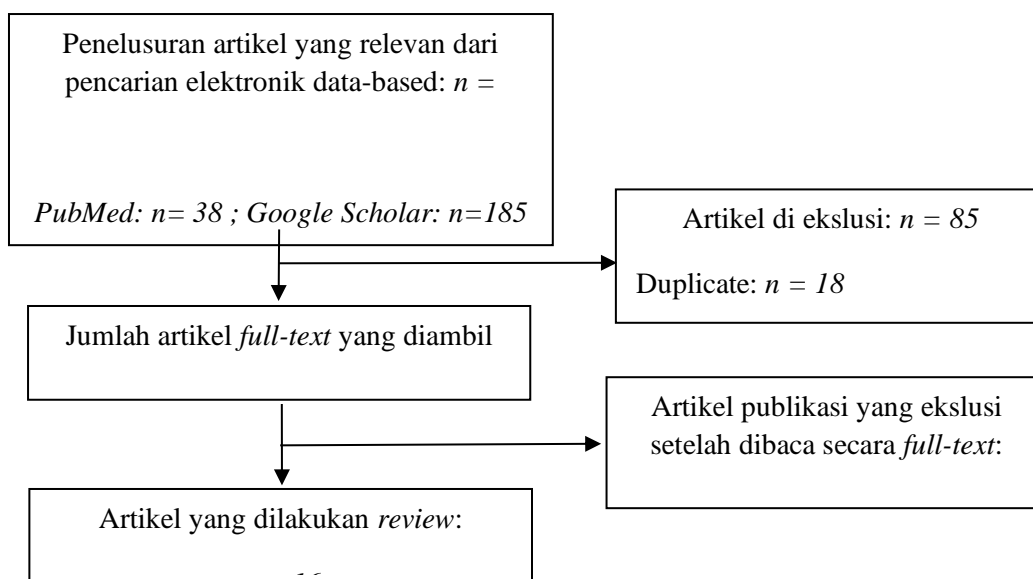 Penelusuran artikel yang relevan dari
pencarian elektronik data-based: n =
PubMed: n= 38 ; Google Scholar: n=185
Artikel di ekslusi: n = 85
Duplicate: n = 18
Jumlah artikel full-text yang diambil
Artikel publikasi yang ekslusi
setelah dibaca secara full-text:
Artikel yang dilakukan review: